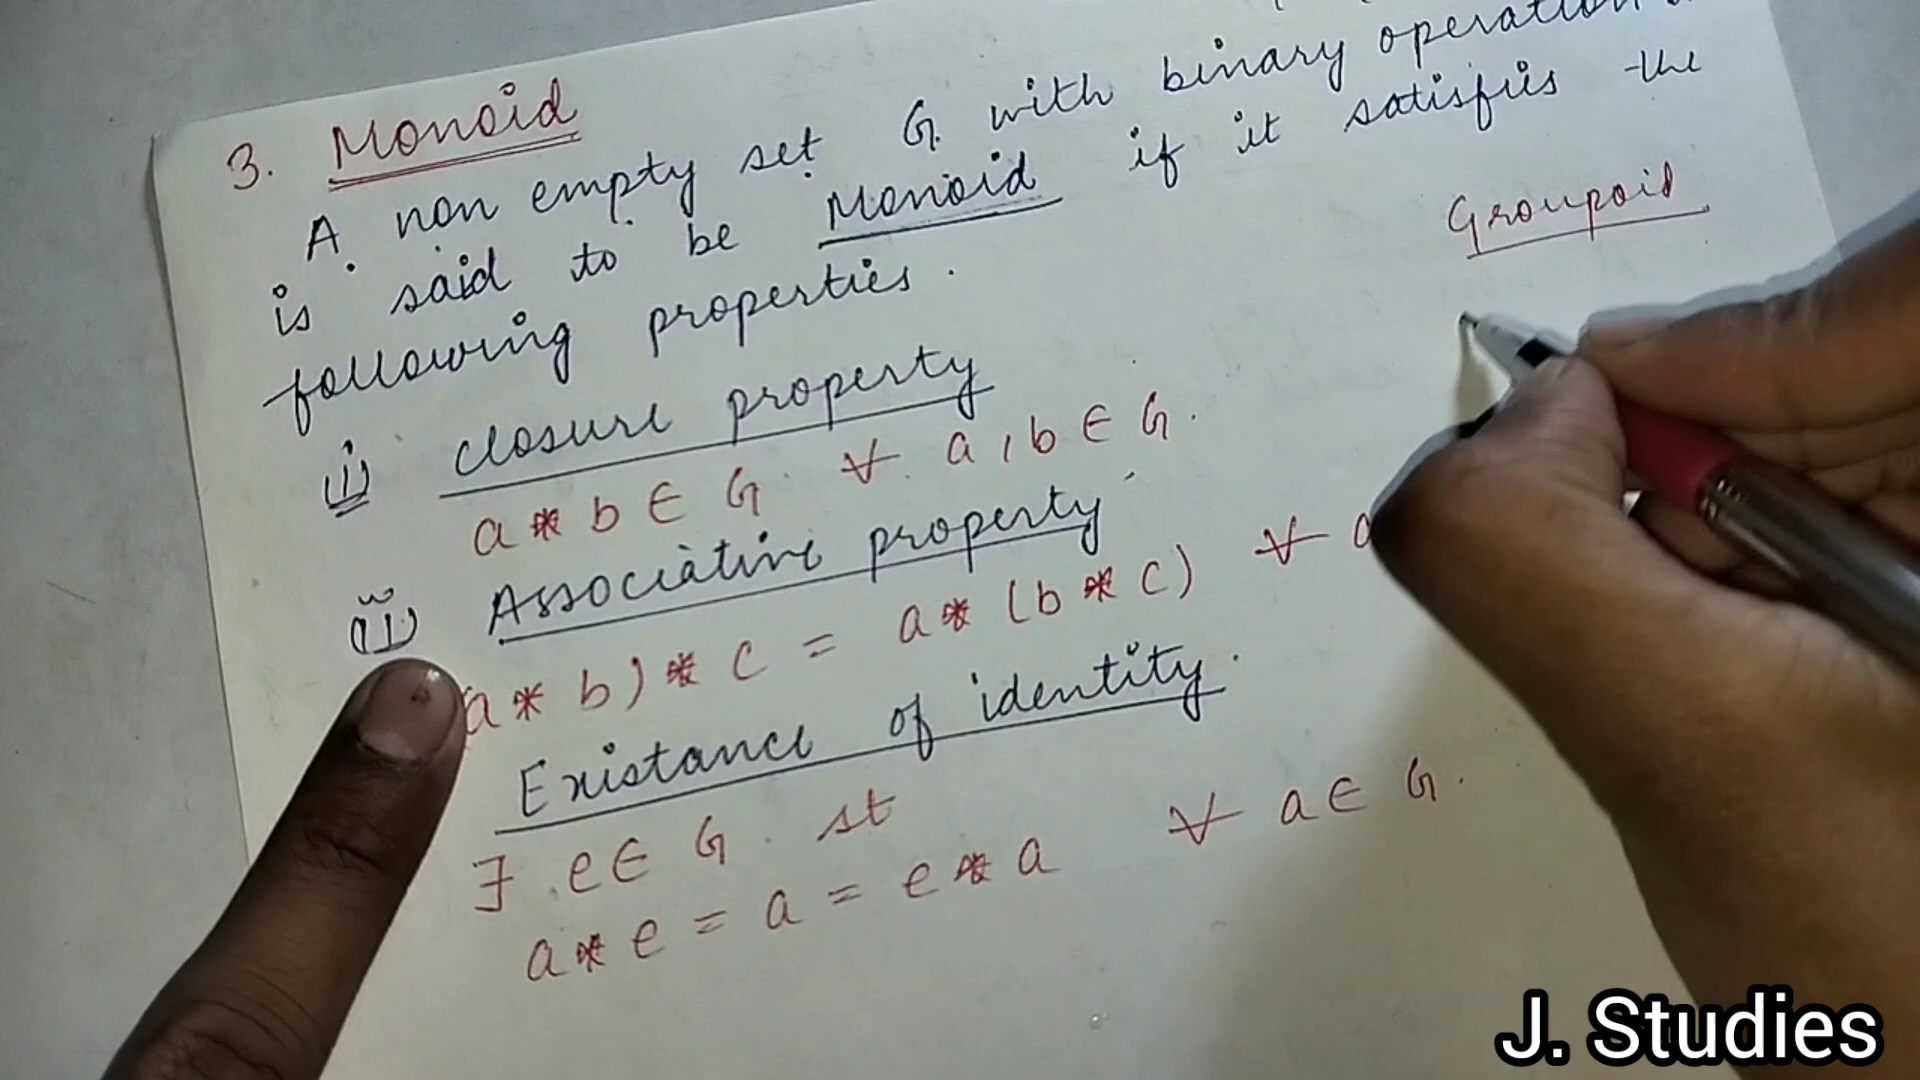 3. Monoid
A non empty set G with binary operation
is said to be Monoid if it satisfies the
following properties.
Groupoid
(i) closure property
a * b ∈ G ∀ a, b ∈ G.
(ii) Associative property
a * b) * c = a * (b * c) ∀ a
Existance of identity.
∃ e ∈ G st
a * e = a = e * a ∀ a ∈ G.
J. Studies